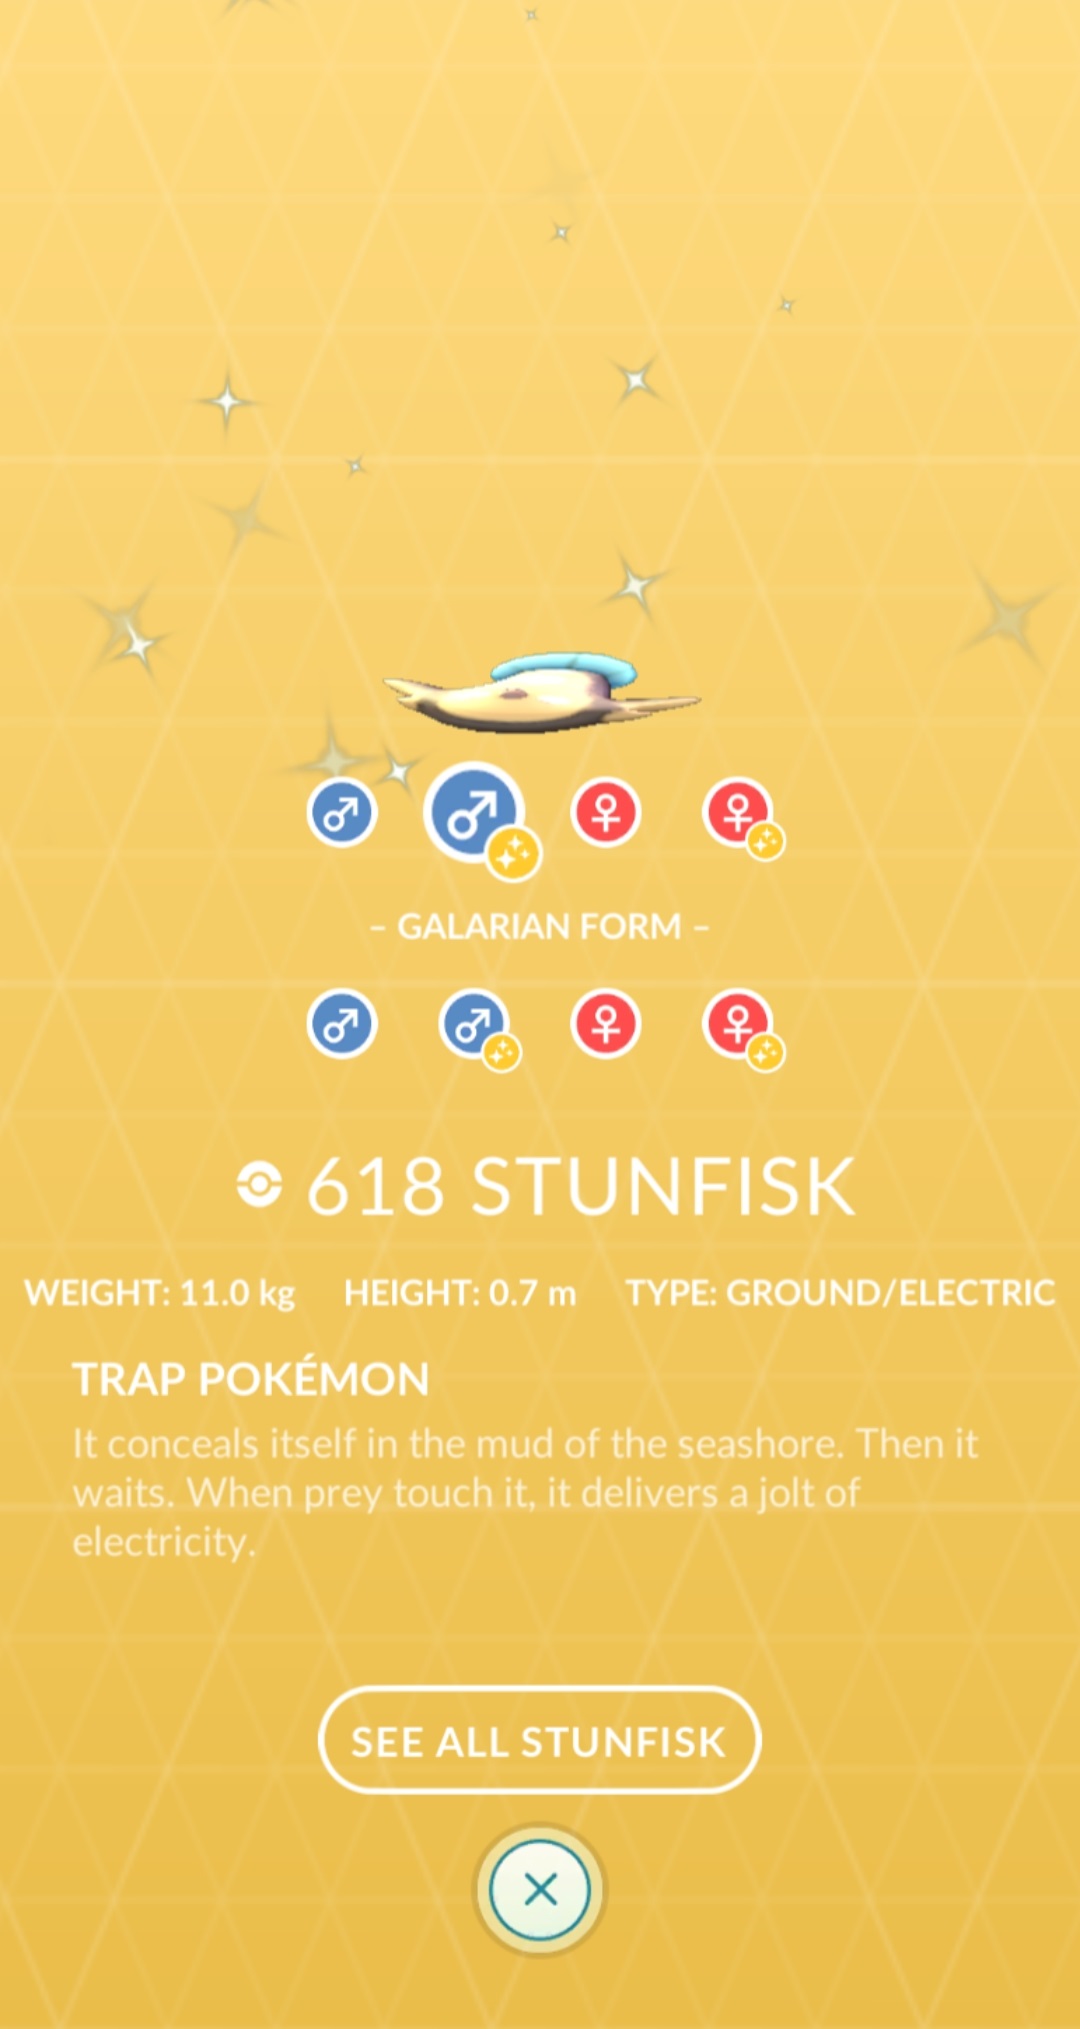 – GALARIAN FORM –
618 STUNFISK
WEIGHT: 11.0 kg HEIGHT: 0.7 m TYPE: GROUND/ELECTRIC
TRAP POKÉMON
It conceals itself in the mud of the seashore. Then it
waits. When prey touch it, it delivers a jolt of
electricity.
SEE ALL STUNFISK